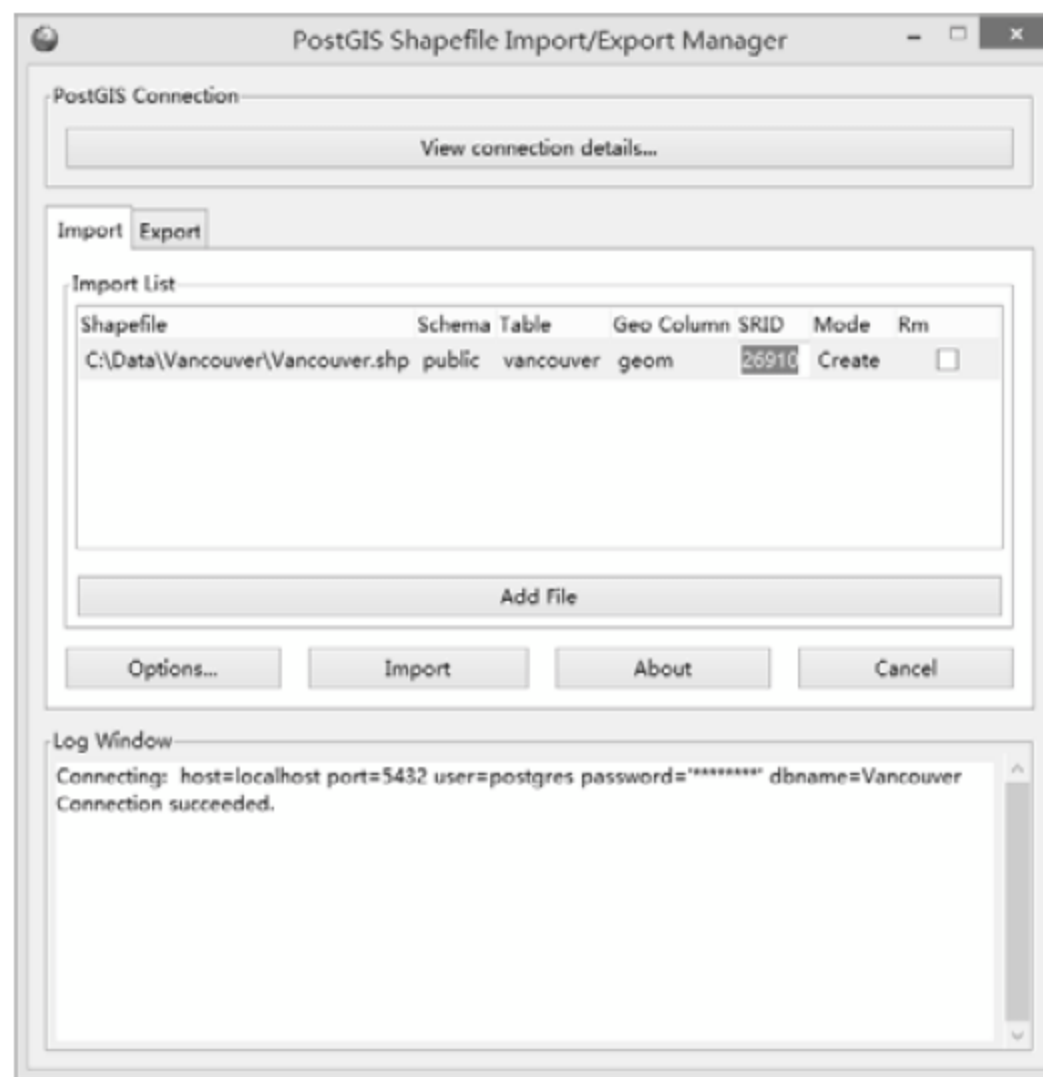 PostGIS Shapefile Import/Export Manager
PostGIS Connection
View connection details...
Import Export
Import List
Shapefile Schema Table Geo Column SRID Mode Rm
C:\Data\Vancouver\Vancouver.shp public vancouver geom 26910 Create
Add File
Options... Import About Cancel
Log Window
Connecting: host=localhost port=5432 user=postgres password='********' dbname=Vancouver
Connection succeeded.